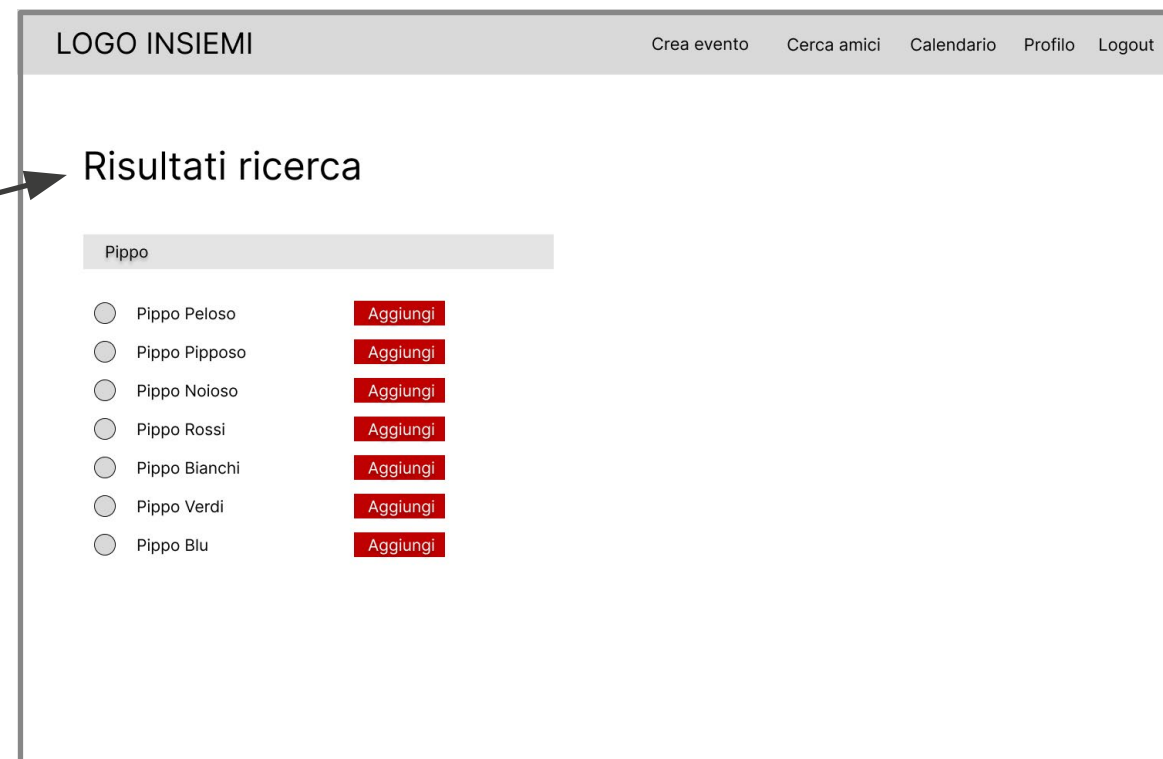 LOGO INSIEMI
Crea evento Cerca amici Calendario Profilo Logout
Risultati ricerca
Pippo
Pippo Peloso Aggiungi
Pippo Pipposo Aggiungi
Pippo Noioso Aggiungi
Pippo Rossi Aggiungi
Pippo Bianchi Aggiungi
Pippo Verdi Aggiungi
Pippo Blu Aggiungi